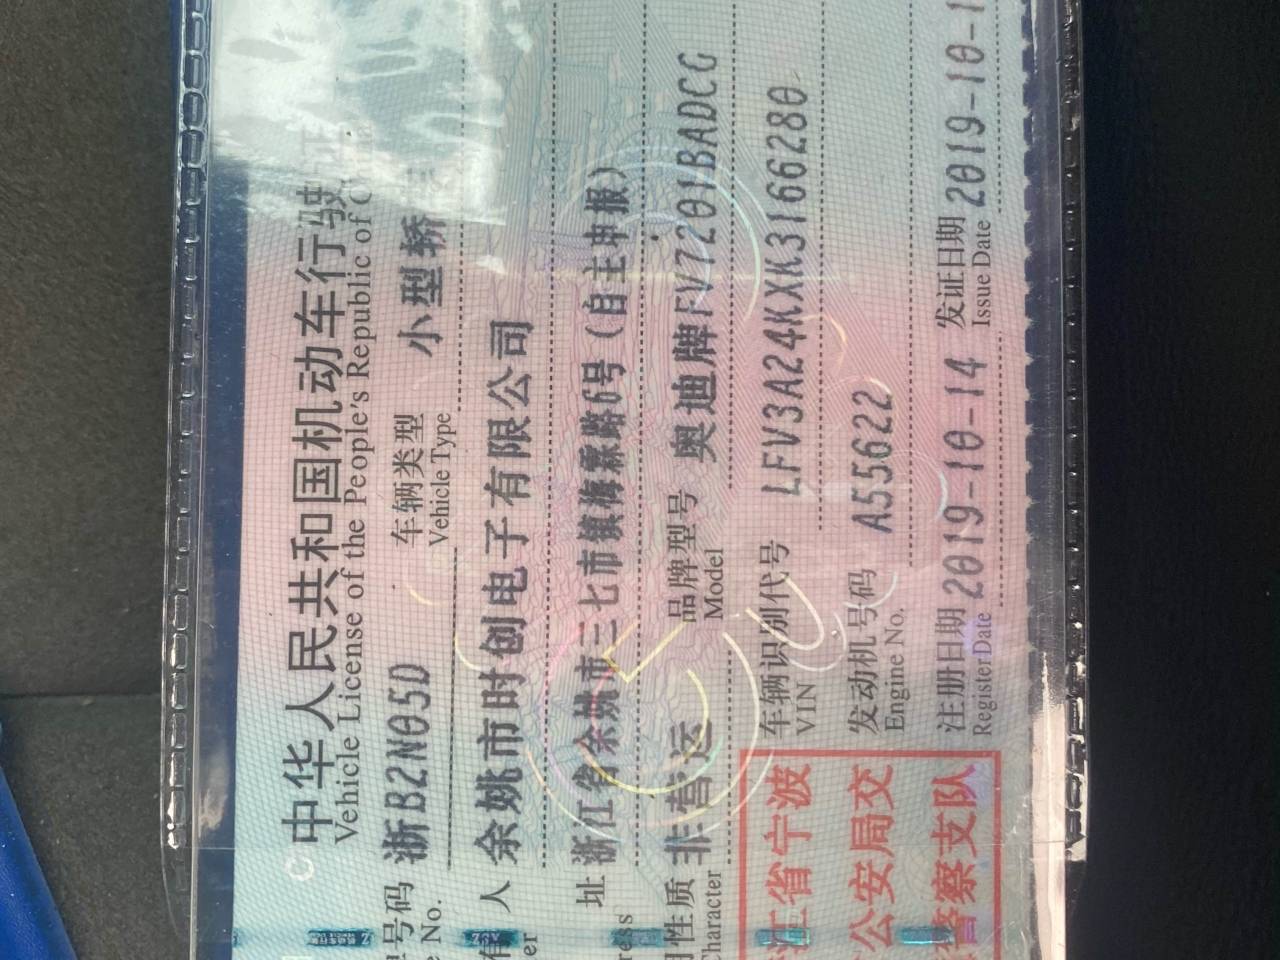 中华人民共和国机动车行驶证
Vehicle License of the People's Republic of
号码 浙B2N05D 车辆类型 小型轿
No. Vehicle Type
人 余姚市时创电子有限公司
址 浙江省余姚市三七市镇梅霖路6号(自主申报)
性质 非营运 品牌型号 奥迪牌FV7201BADCG
Character Model
车辆识别代号 LFV3A24KXK3166280
VIN
发动机号码 A55622
Engine No.
注册日期 2019-10-14 发证日期 2019-10-1
Register Date Issue Date
江省宁波
公安局交
警察支队